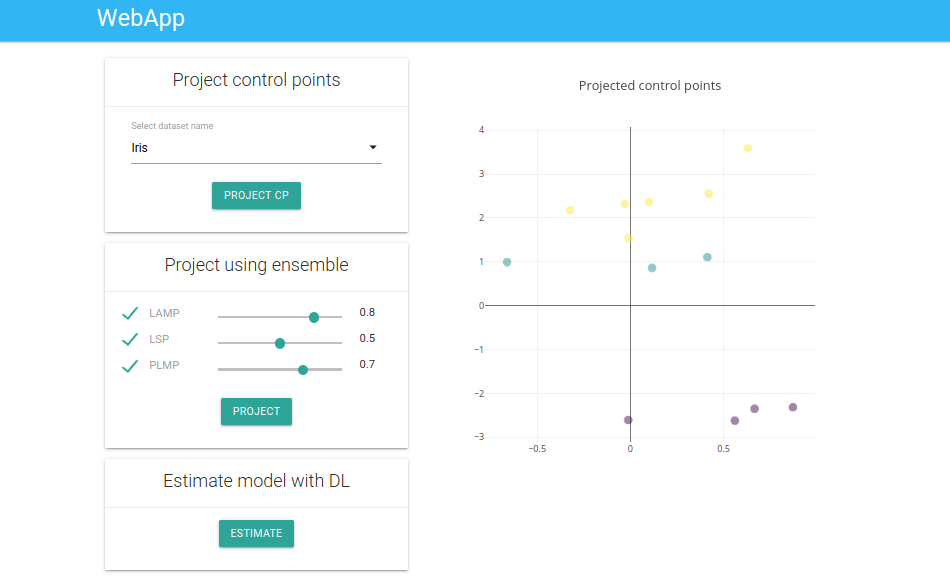 WebApp
Project control points
Select dataset name
Iris
PROJECT CP
Project using ensemble
LAMP 0.8
LSP 0.5
PLMP 0.7
PROJECT
Estimate model with DL
ESTIMATE
Projected control points
4
3
2
1
0
−1
−2
−3
−0.5 0 0.5